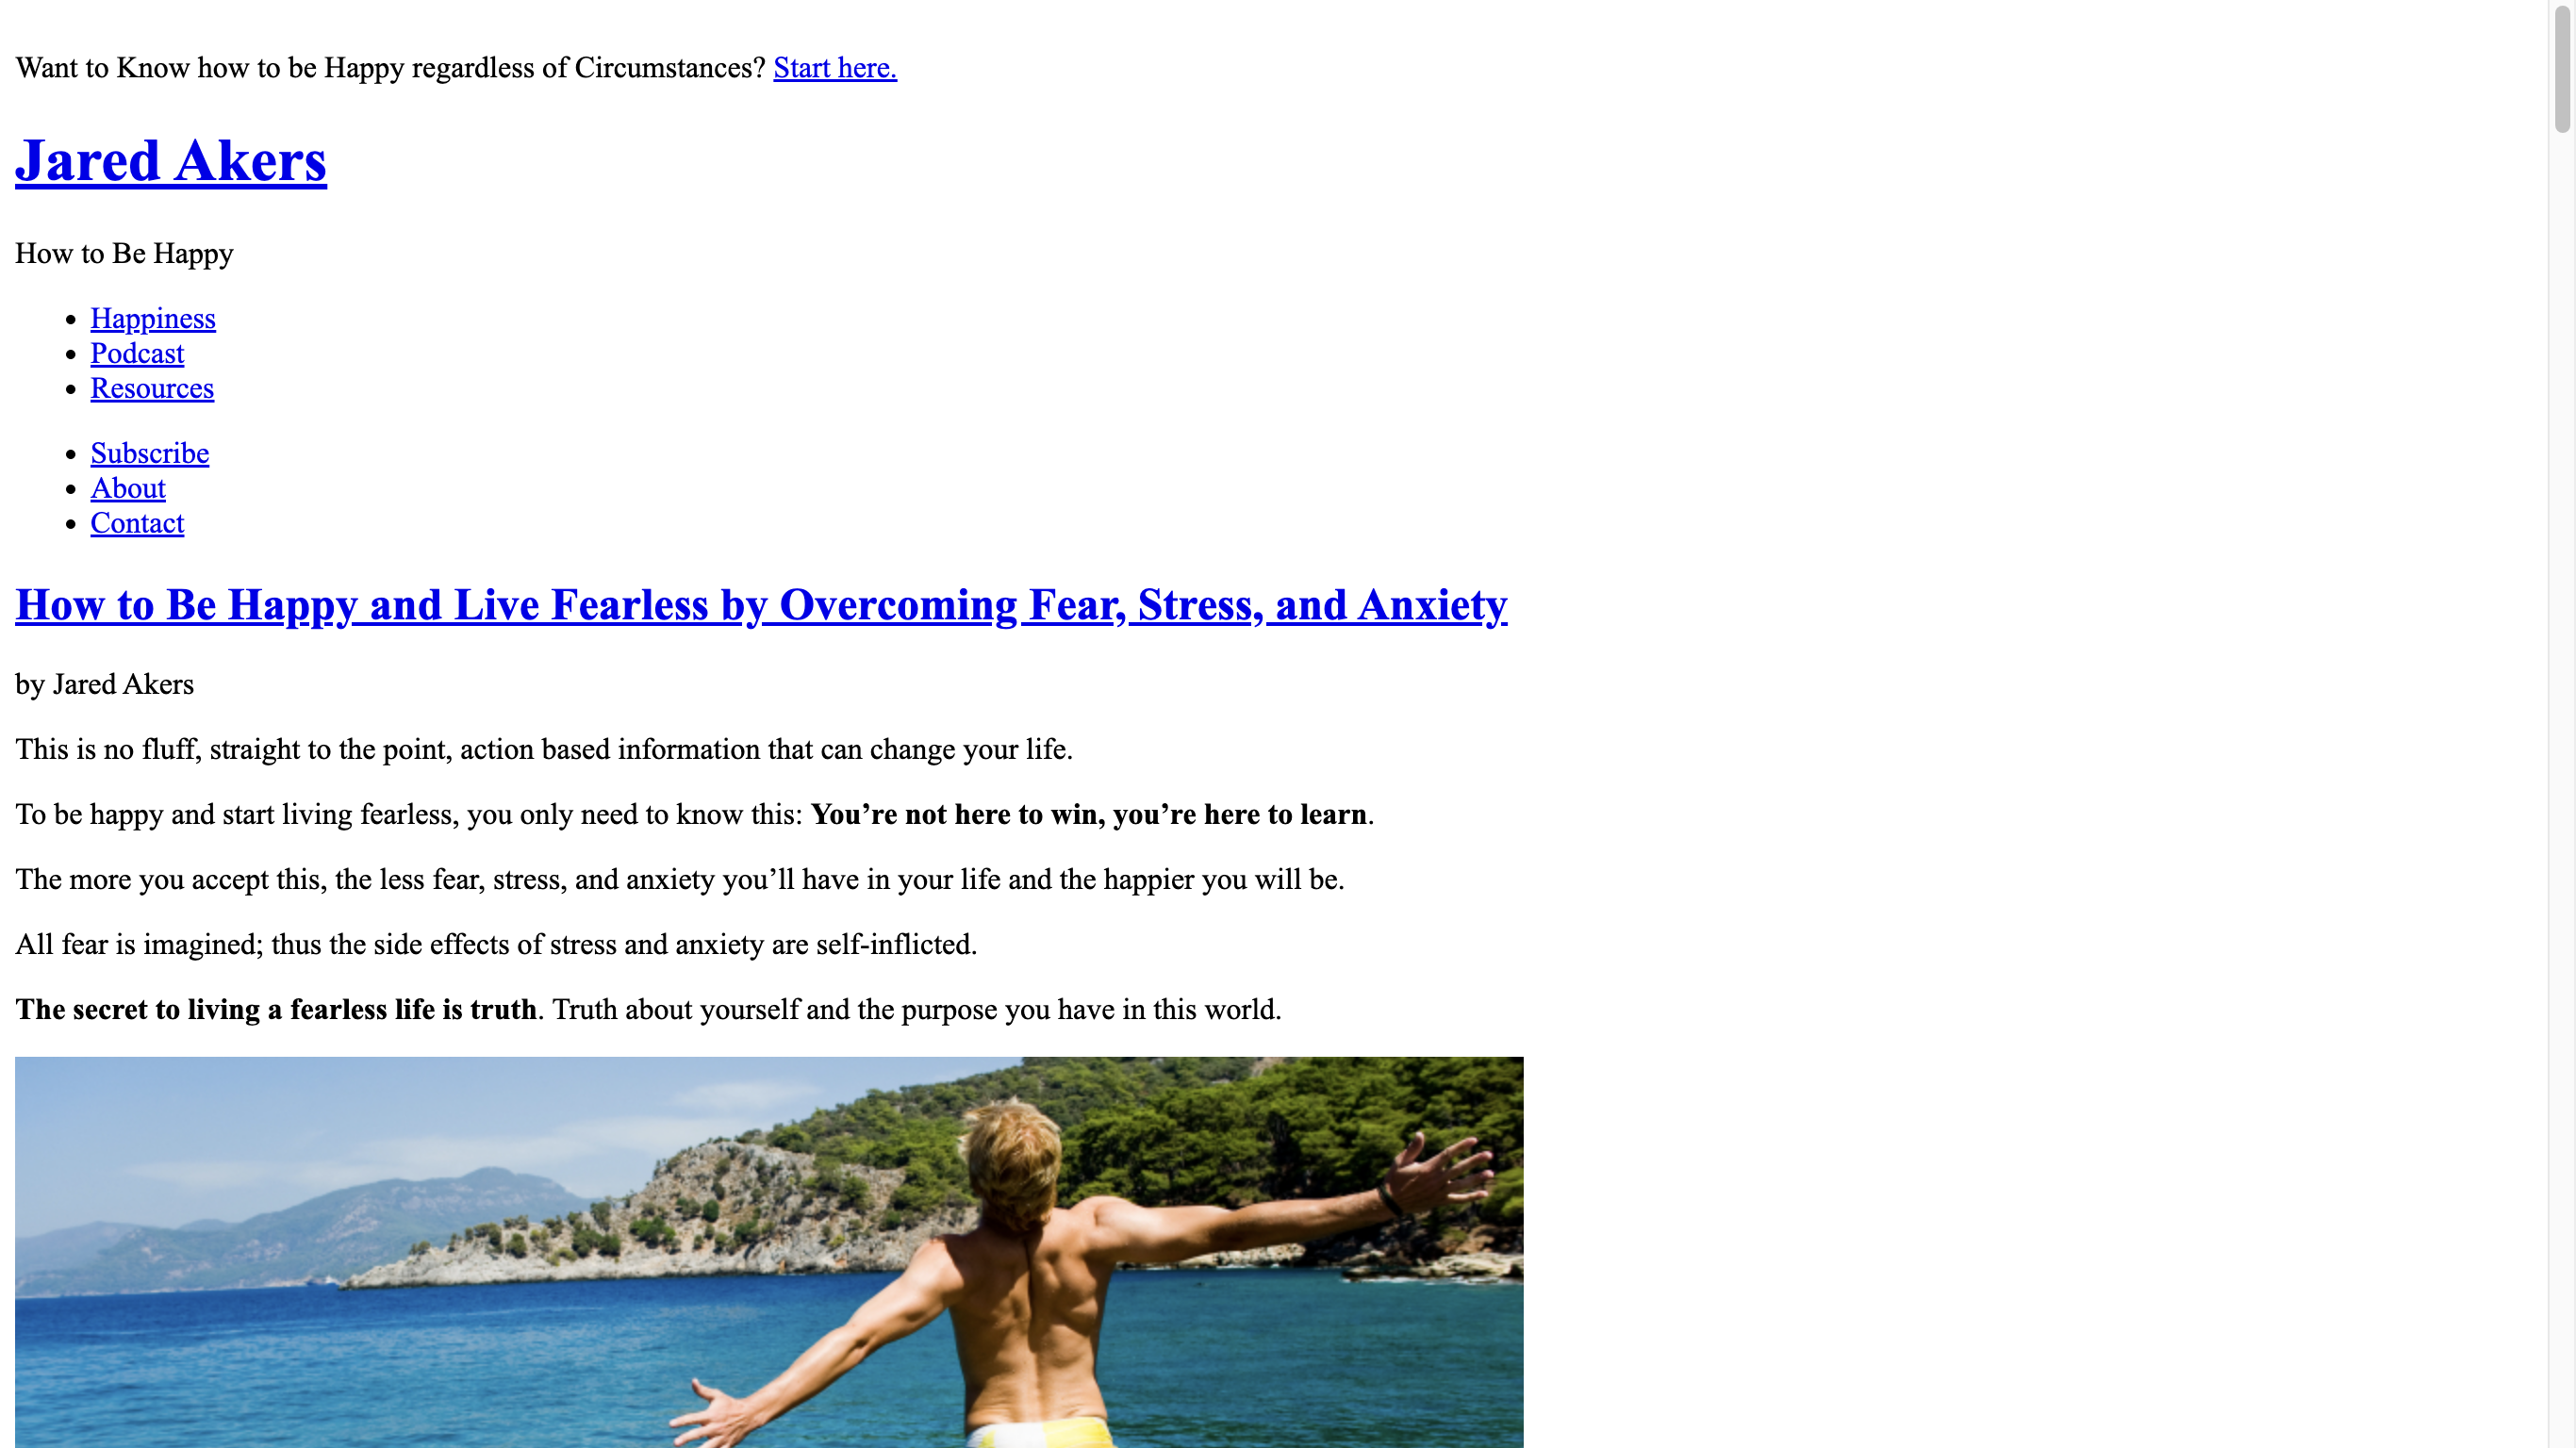 Want to Know how to be Happy regardless of Circumstances? Start here.
Jared Akers
How to Be Happy
Happiness
Podcast
Resources
Subscribe
About
Contact
How to Be Happy and Live Fearless by Overcoming Fear, Stress, and Anxiety
by Jared Akers
This is no fluff, straight to the point, action based information that can change your life.
To be happy and start living fearless, you only need to know this: You’re not here to win, you’re here to learn.
The more you accept this, the less fear, stress, and anxiety you’ll have in your life and the happier you will be.
All fear is imagined; thus the side effects of stress and anxiety are self-inflicted.
The secret to living a fearless life is truth. Truth about yourself and the purpose you have in this world.